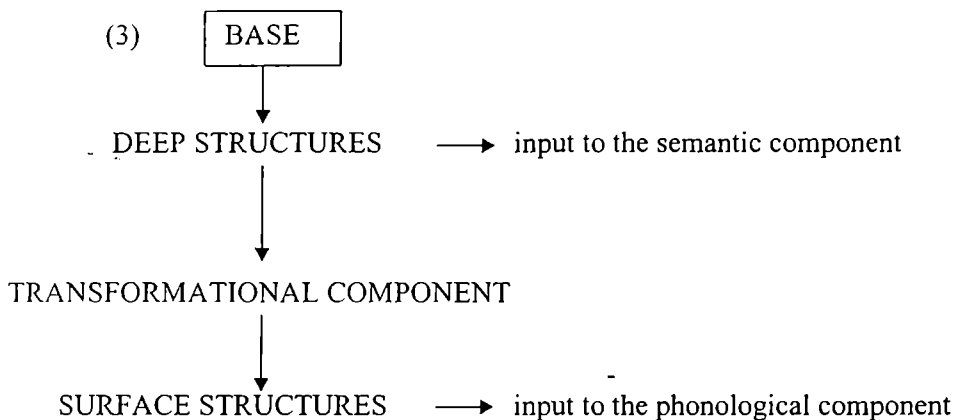 (3) BASE
DEEP STRUCTURES → input to the semantic component
TRANSFORMATIONAL COMPONENT
SURFACE STRUCTURES → input to the phonological component